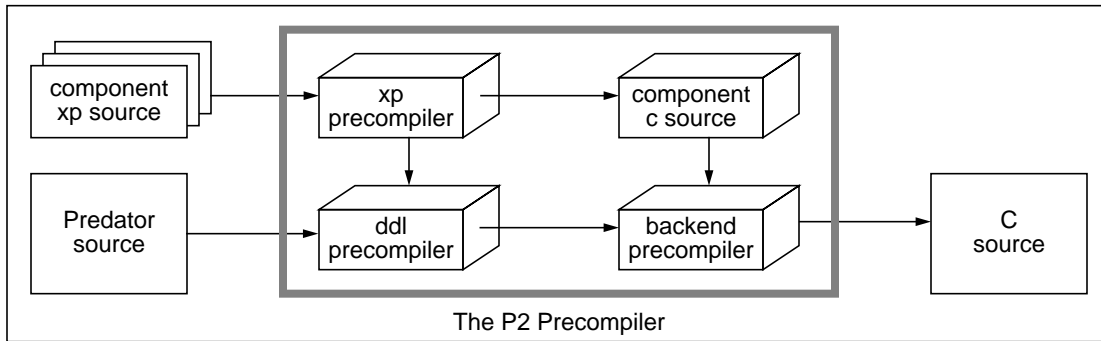 component
xp source
xp
precompiler
component
c source
Predator
source
ddl
precompiler
backend
precompiler
C
source
The P2 Precompiler